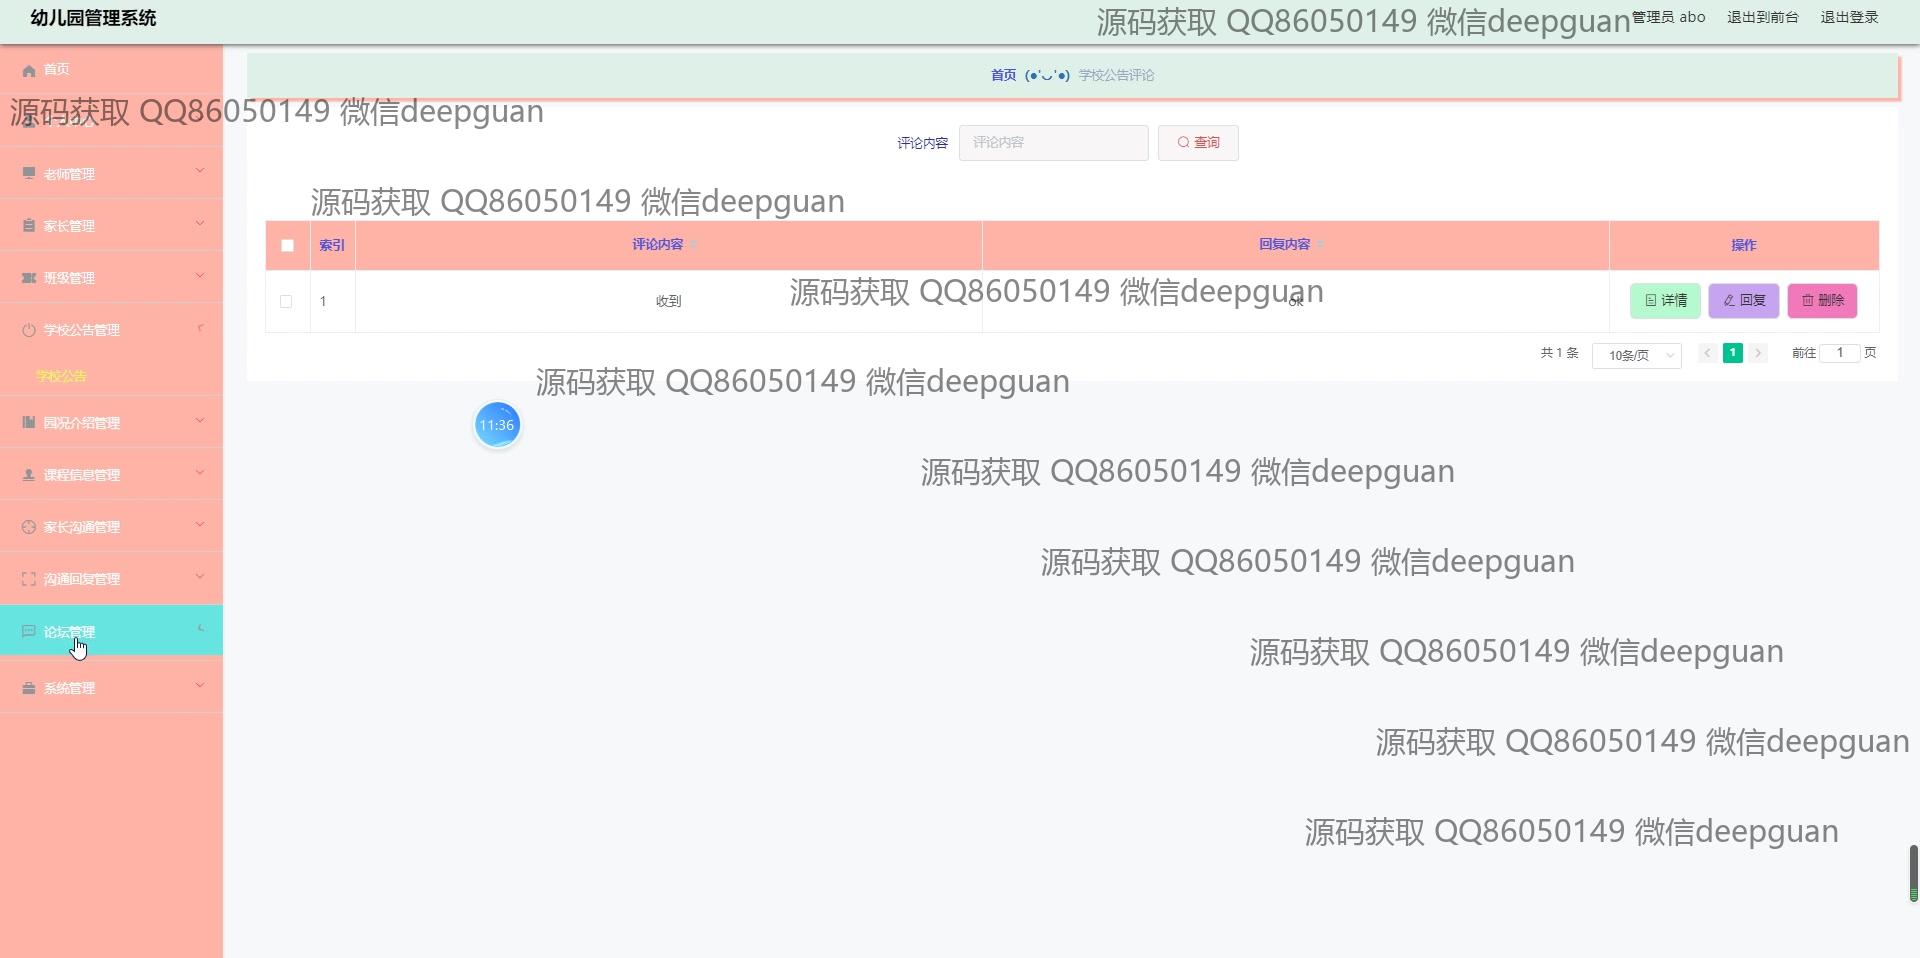 幼儿园管理系统
源码获取 QQ86050149 微信deepguan
管理员 abo
退出到前台
退出登录
首页
首页 (●'◡'●) 学校公告评论
源码获取 QQ86050149 微信deepguan
评论内容
评论内容
查询
老师管理
源码获取 QQ86050149 微信deepguan
家长管理
索引
评论内容
回复内容
操作
班级管理
源码获取 QQ86050149 微信deepguan
1
收到
ok
详情
回复
删除
学校公告管理
共 1 条
10条/页
1
前往 1 页
学校公告
源码获取 QQ86050149 微信deepguan
园况介绍管理
11:36
课程信息管理
源码获取 QQ86050149 微信deepguan
家长沟通管理
源码获取 QQ86050149 微信deepguan
沟通回复管理
论坛管理
源码获取 QQ86050149 微信deepguan
系统管理
源码获取 QQ86050149 微信deepguan
源码获取 QQ86050149 微信deepguan